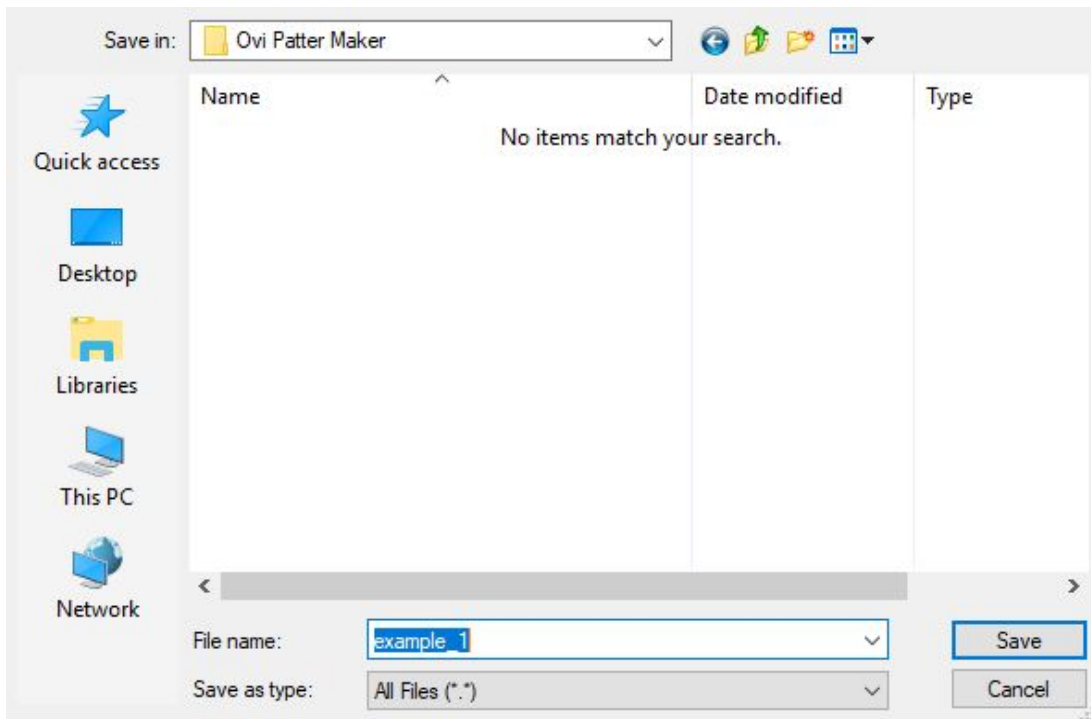 Save in:
Ovi Patter Maker
Name
Date modified
Type
No items match your search.
Quick access
Desktop
Libraries
This PC
Network
File name:
example_1
Save
Save as type:
All Files (*.*)
Cancel